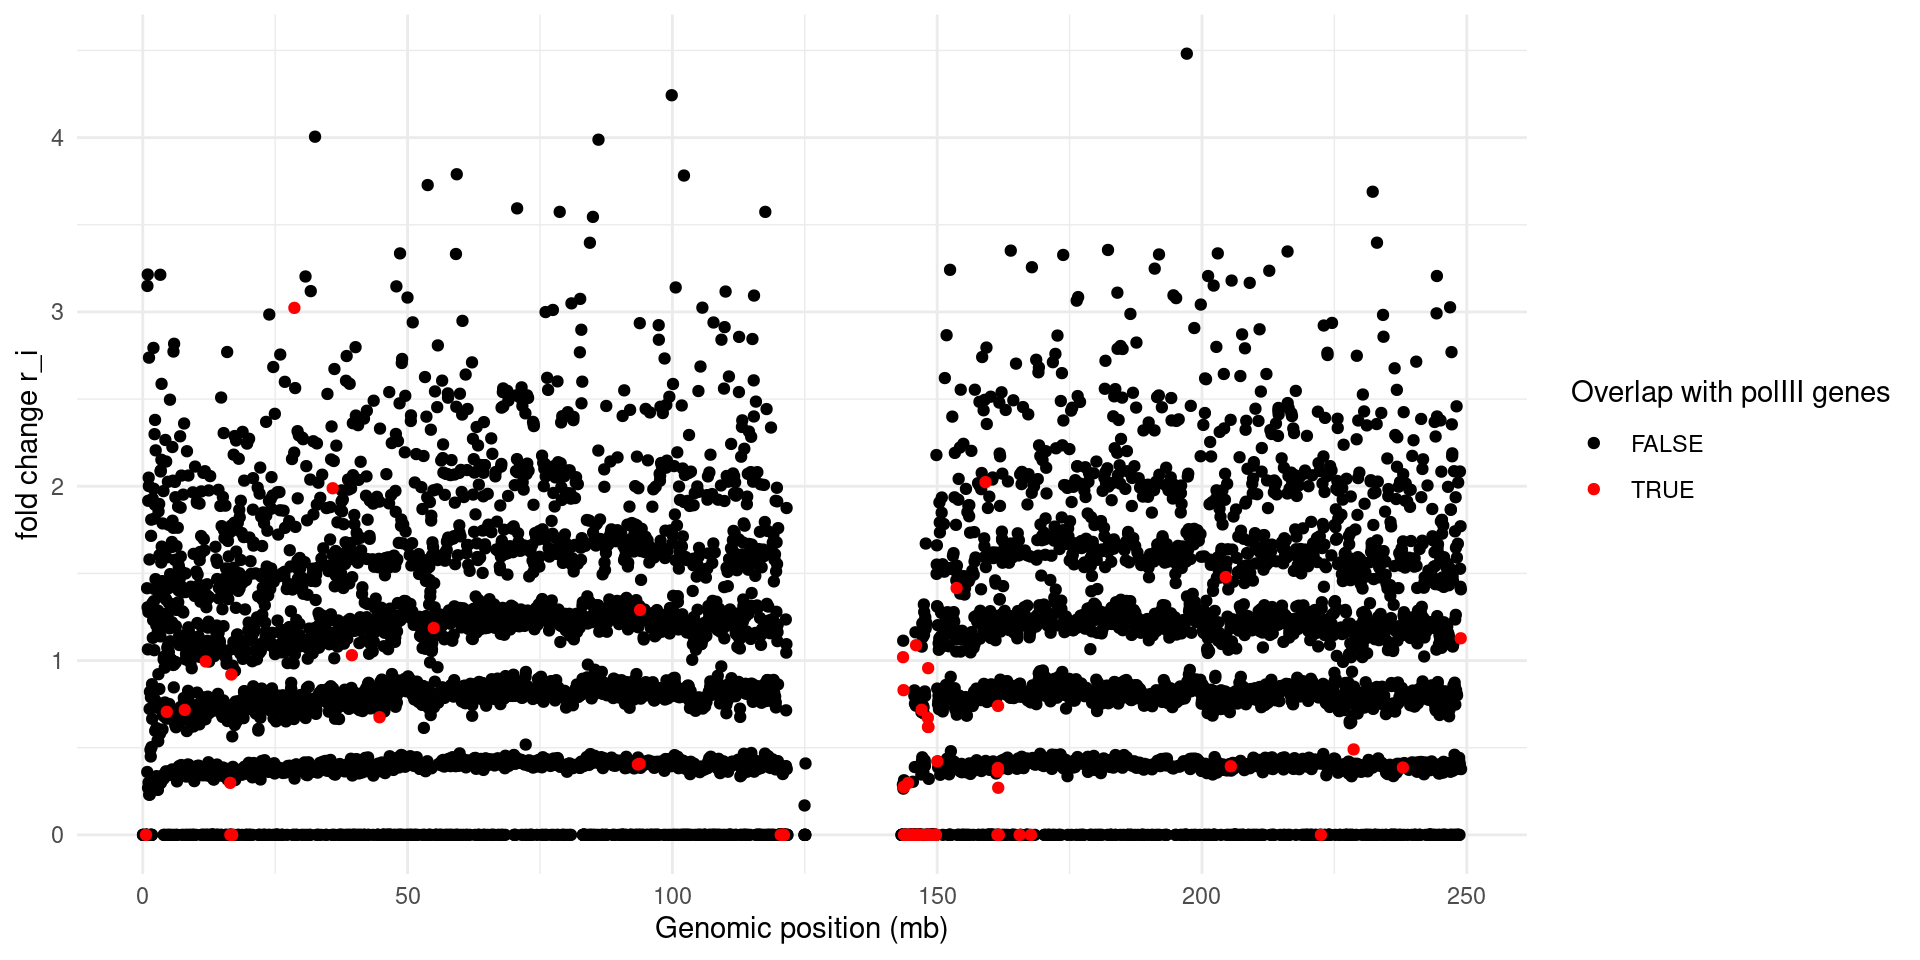 4
3
2
1
0
fold change r_i
0
50
100
150
200
250
Genomic position (mb)
Overlap with polIII genes
FALSE
TRUE